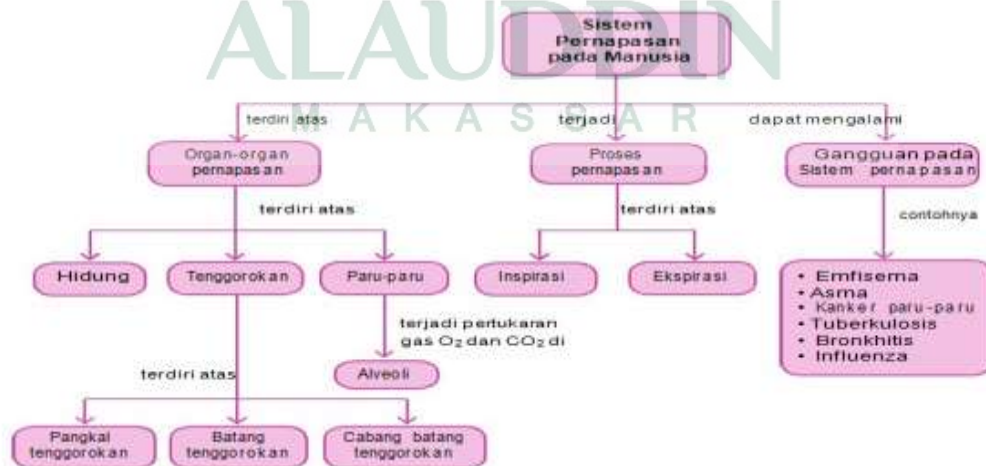 ALAUDDIN
MAKASSAR
Sistem
Pernapasan
pada Manusia
terdiri atas
terjadi
dapat mengalami
Organ-organ
pernapasan
Proses
pernapasan
Gangguan pada
Sistem pernapasan
terdiri atas
terdiri atas
contohnya
Hidung
Tenggorokan
Paru-paru
Inspirasi
Ekspirasi
• Emfisema
• Asma
• Kanker paru-paru
• Tuberkulosis
• Bronkhitis
• Influenza
terjadi pertukaran
gas O₂ dan CO₂ di
Alveoli
terdiri atas
Pangkal
tenggorokan
Batang
tenggorokan
Cabang batang
tenggorokan